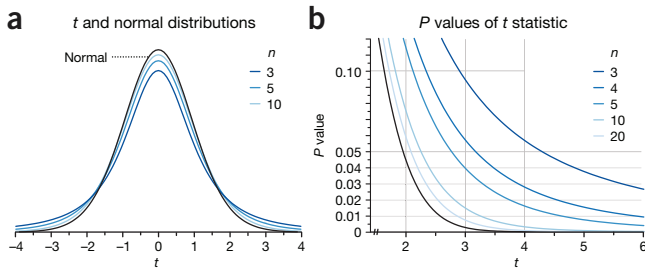 a
t and normal distributions
Normal
n
3
5
10
−4 −3 −2 −1 0 1 2 3 4
t
b
P values of t statistic
P value
0.10
0.05
0.04
0.03
0.02
0.01
0
n
3
4
5
10
20
2 3 4 5 6
t